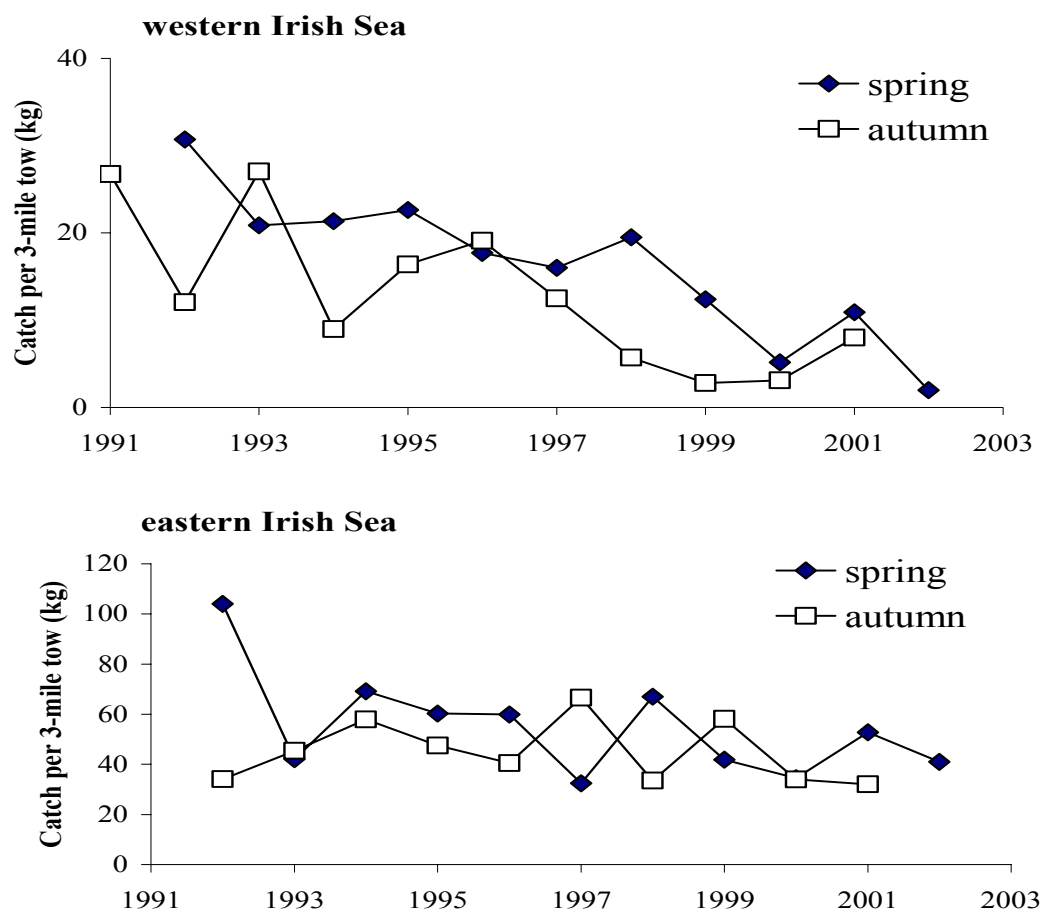 western Irish Sea
40
spring
autumn
Catch per 3-mile tow (kg)
20
0
1991 1993 1995 1997 1999 2001 2003
eastern Irish Sea
120
spring
100
autumn
Catch per 3-mile tow (kg)
80
60
40
20
0
1991 1993 1995 1997 1999 2001 2003